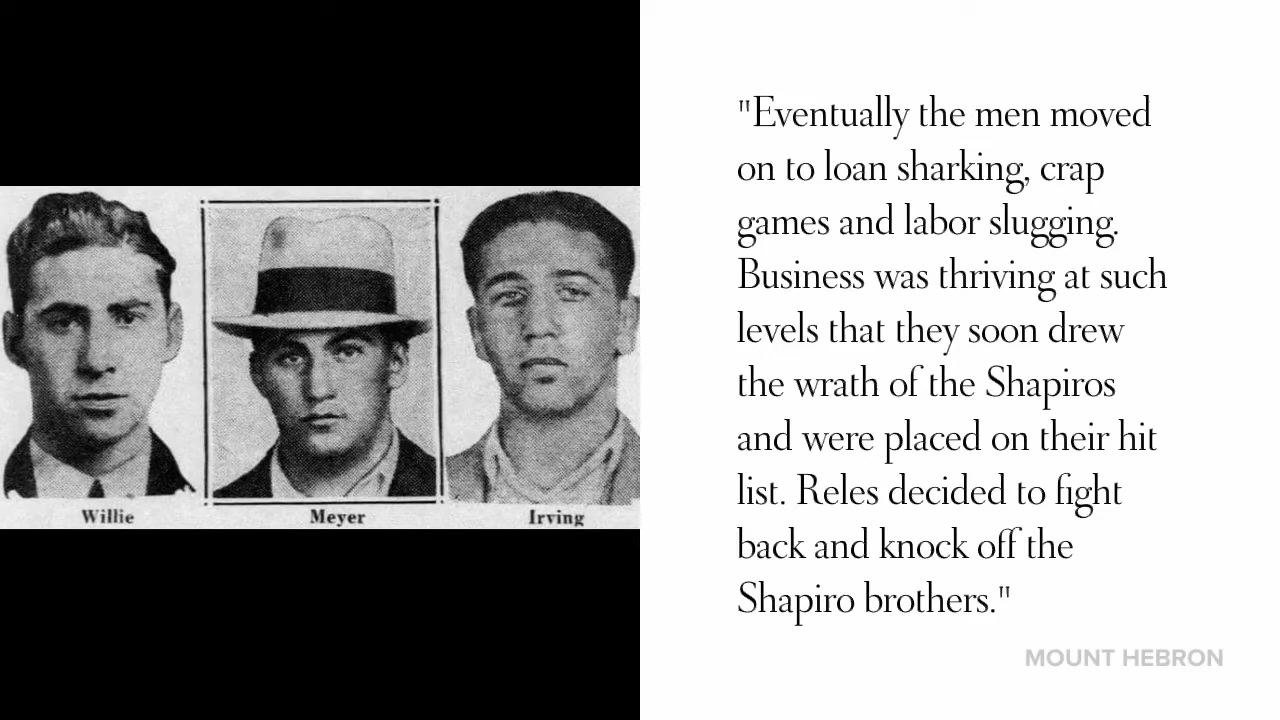 Willie
Meyer
Irving
"Eventually the men moved
on to loan sharking, crap
games and labor slugging.
Business was thriving at such
levels that they soon drew
the wrath of the Shapiros
and were placed on their hit
list. Reles decided to fight
back and knock off the
Shapiro brothers."
MOUNT HEBRON